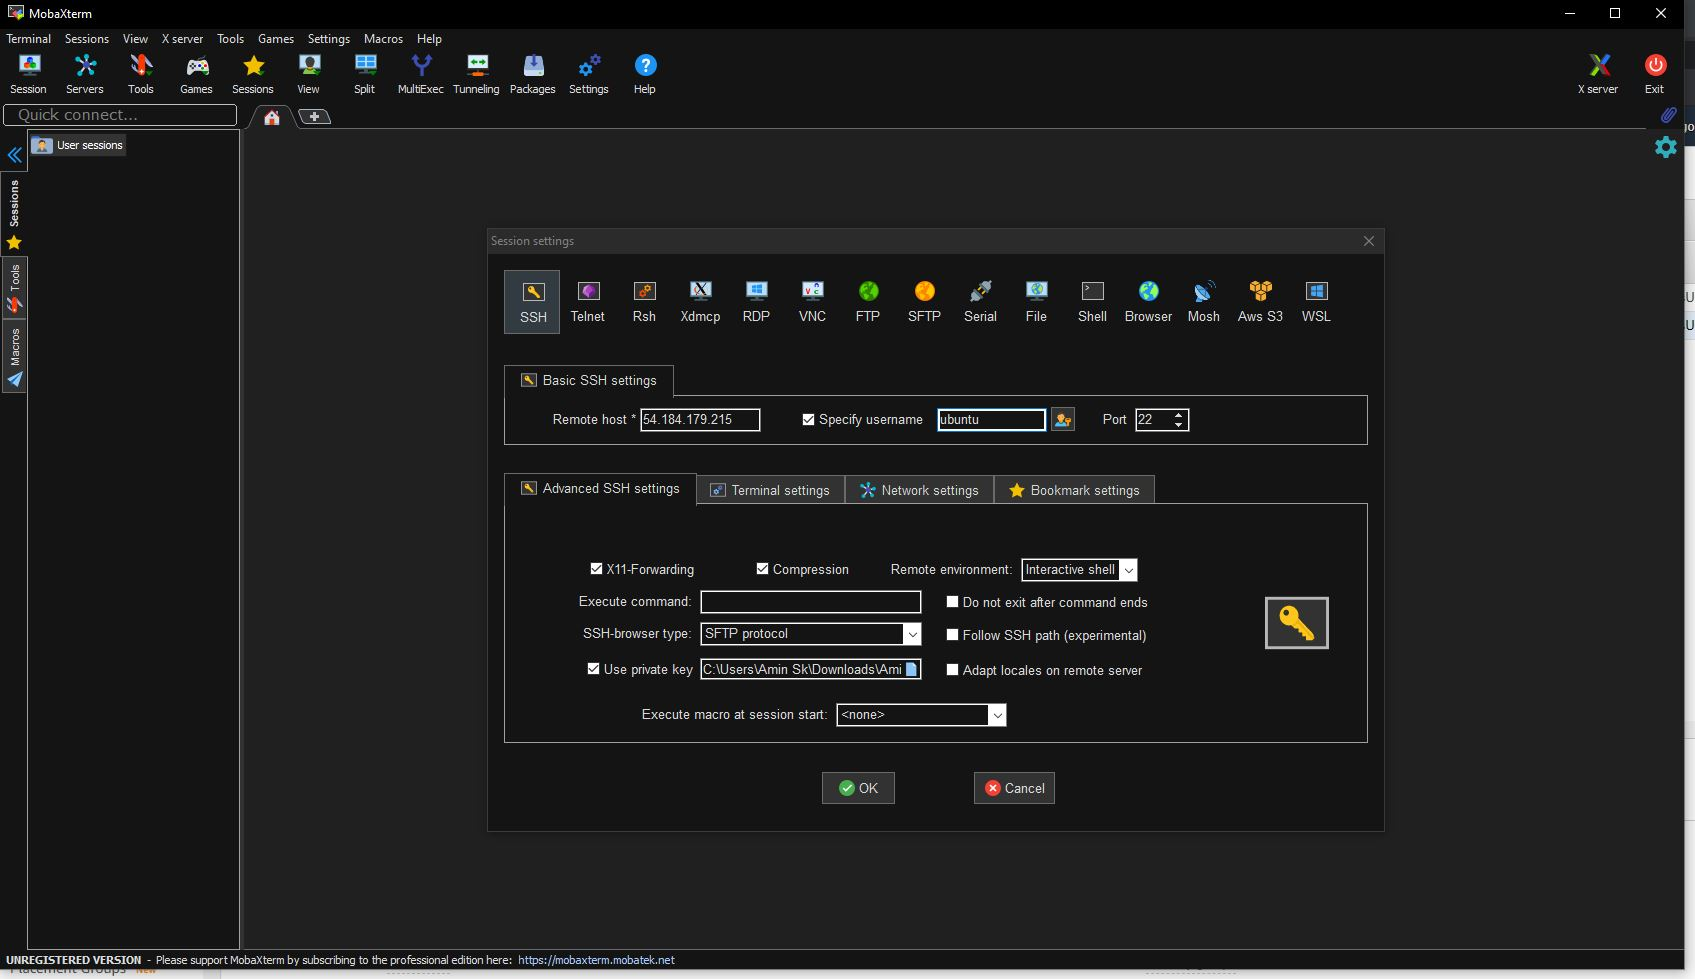 MobaXterm
Terminal Sessions View X server Tools Games Settings Macros Help
Session Servers Tools Games Sessions View Split MultiExec Tunneling Packages Settings Help X server Exit
Quick connect...
User sessions
Sessions
Tools
Macros
Session settings
SSH Telnet Rsh Xdmcp RDP VNC FTP SFTP Serial File Shell Browser Mosh Aws S3 WSL
Basic SSH settings
Remote host * 54.184.179.215 Specify username ubuntu Port 22
Advanced SSH settings Terminal settings Network settings Bookmark settings
X11-Forwarding Compression Remote environment: Interactive shell
Execute command: Do not exit after command ends
SSH-browser type: SFTP protocol Follow SSH path (experimental)
Use private key C:\Users\Amin Sk\Downloads\Ami Adapt locales on remote server
Execute macro at session start: <none>
OK Cancel
UNREGISTERED VERSION - Please support MobaXterm by subscribing to the professional edition here: https://mobaxterm.mobatek.net
Placement Groups New